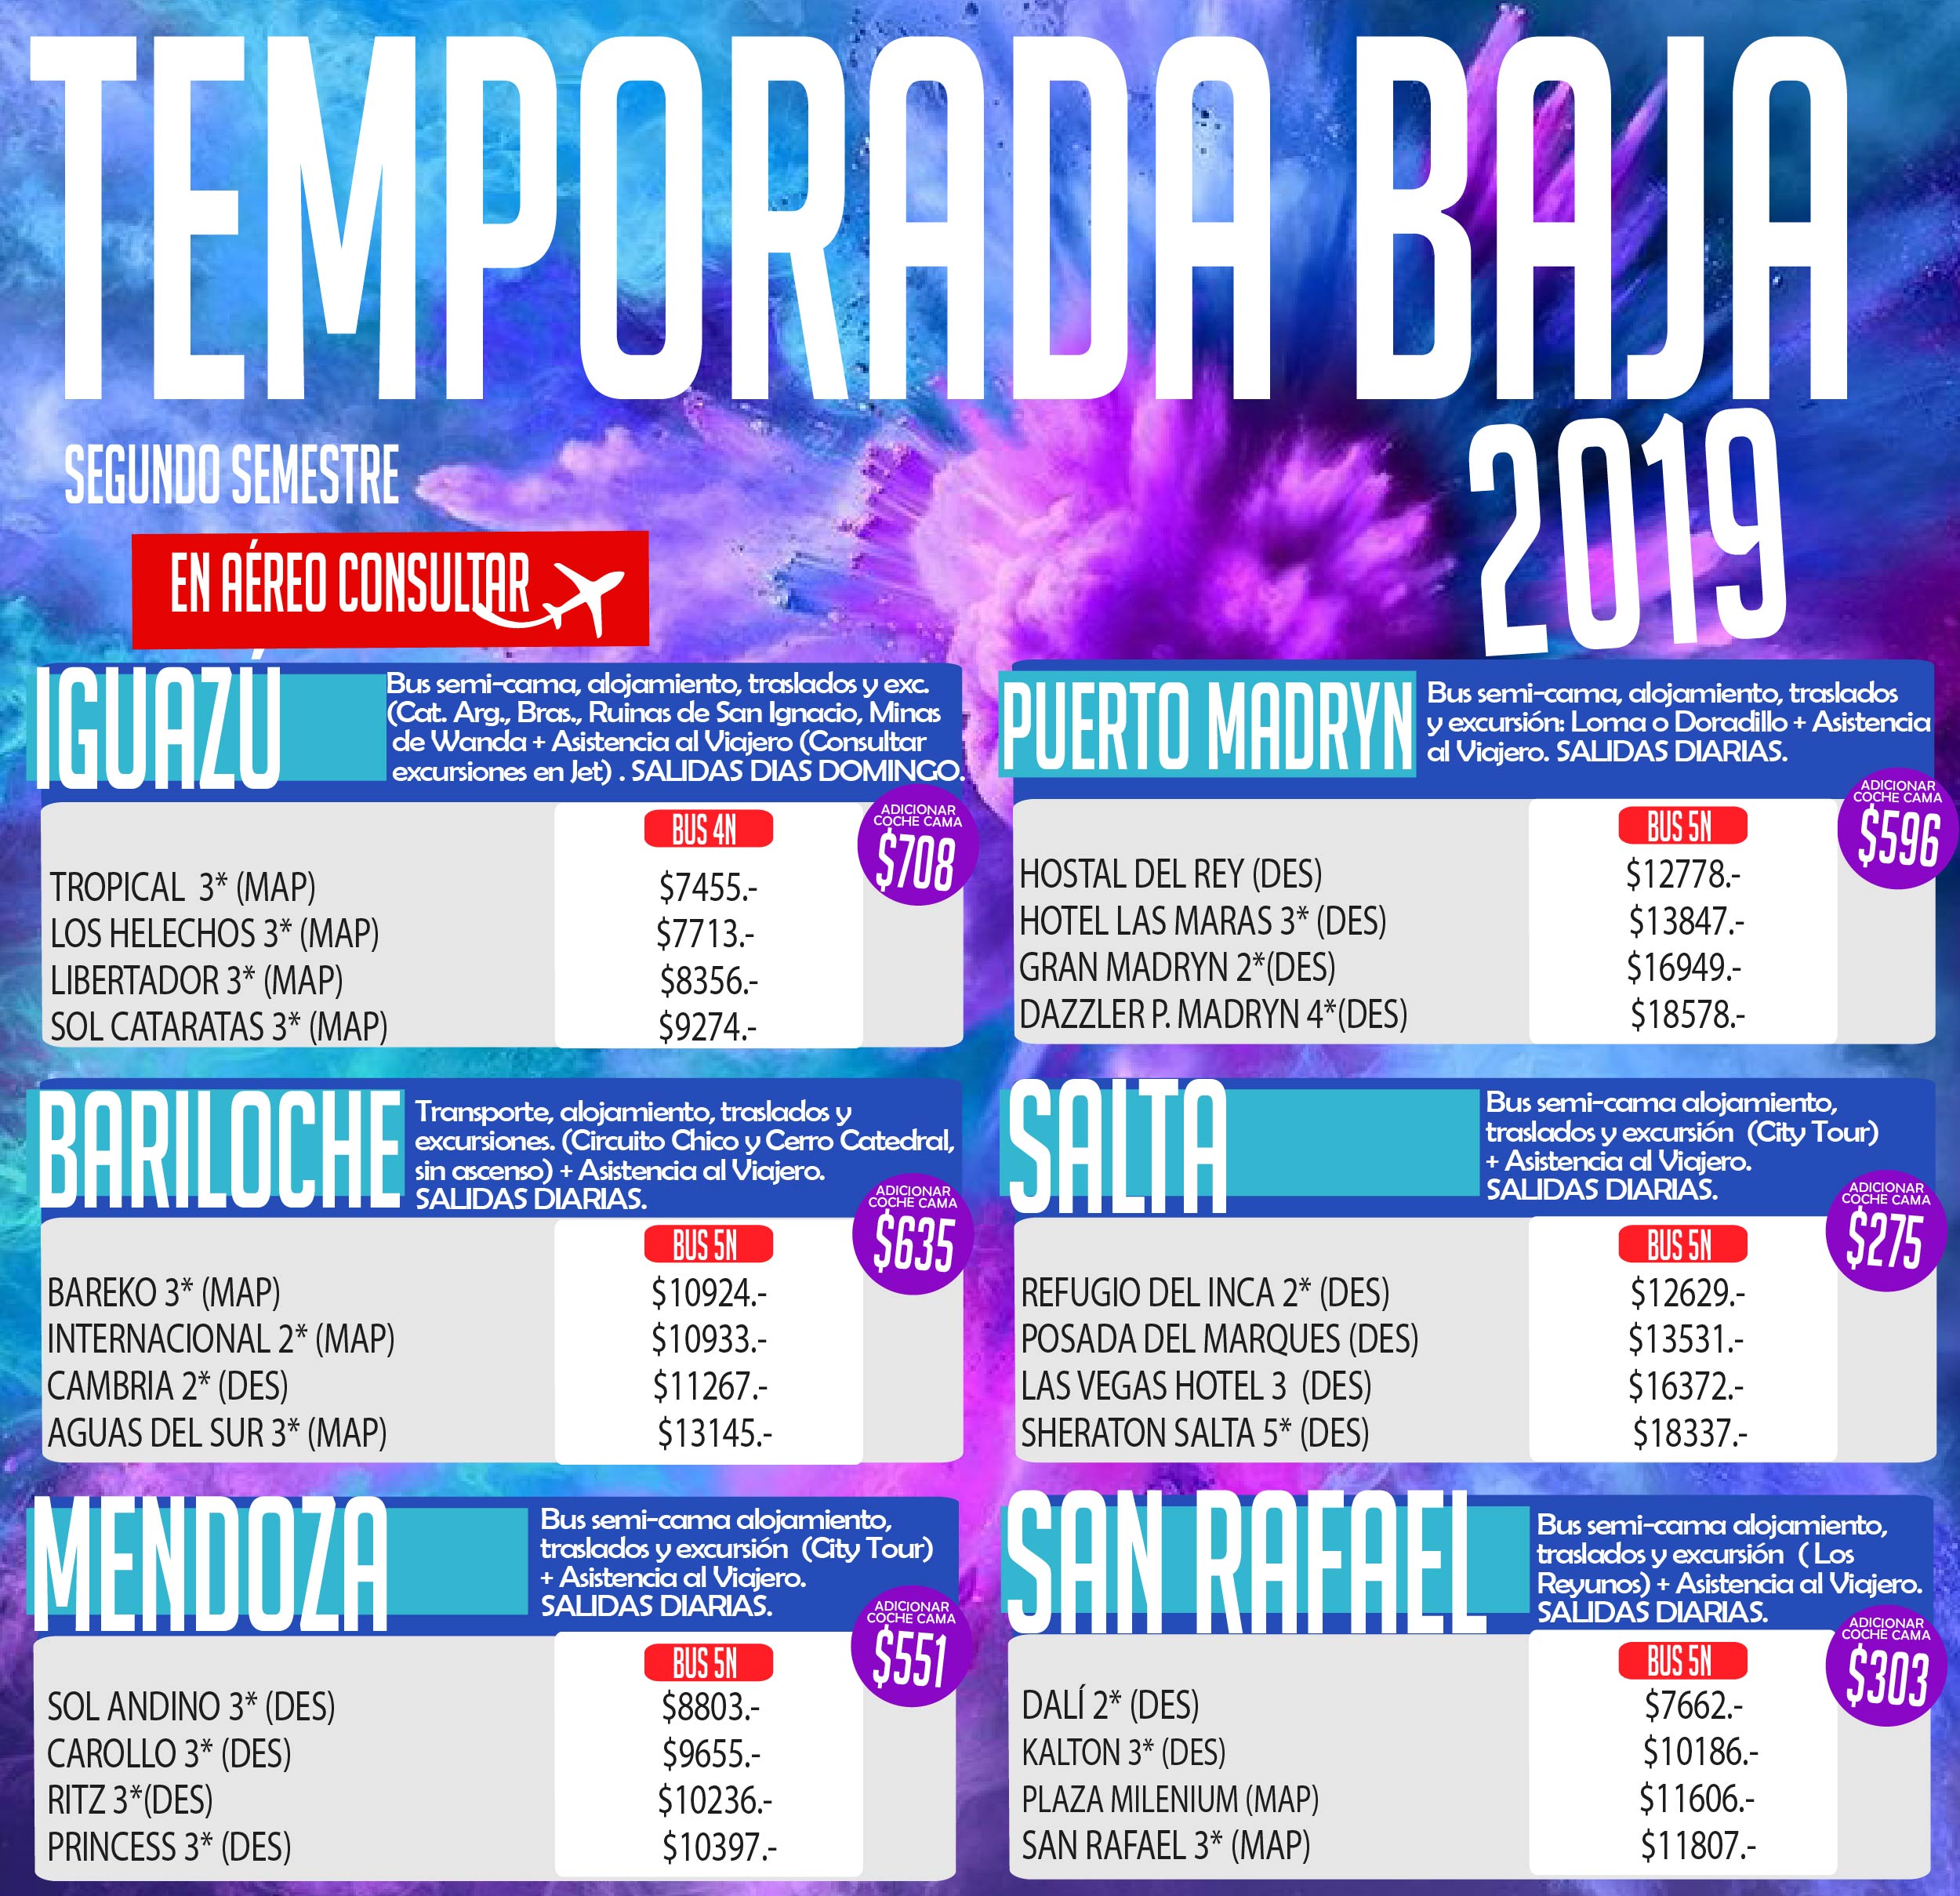 TEMPORADA BAJA
2019
SEGUNDO SEMESTRE
EN AÉREO CONSULTAR
IGUAZÚ
Bus semi-cama, alojamiento, traslados y exc.
(Cat. Arg., Bras., Ruinas de San Ignacio, Minas
de Wanda + Asistencia al Viajero (Consultar
excursiones en Jet) . SALIDAS DIAS DOMINGO.
ADICIONAR
COCHE CAMA
$708
BUS 4N
TROPICAL 3* (MAP) $7455.-
LOS HELECHOS 3* (MAP) $7713.-
LIBERTADOR 3* (MAP) $8356.-
SOL CATARATAS 3* (MAP) $9274.-
PUERTO MADRYN
Bus semi-cama, alojamiento, traslados
y excursión: Loma o Doradillo + Asistencia
al Viajero. SALIDAS DIARIAS.
ADICIONAR
COCHE CAMA
$596
BUS 5N
HOSTAL DEL REY (DES) $12778.-
HOTEL LAS MARAS 3* (DES) $13847.-
GRAN MADRYN 2*(DES) $16949.-
DAZZLER P. MADRYN 4*(DES) $18578.-
BARILOCHE
Transporte, alojamiento, traslados y
excursiones. (Circuito Chico y Cerro Catedral,
sin ascenso) + Asistencia al Viajero.
SALIDAS DIARIAS.
ADICIONAR
COCHE CAMA
$635
BUS 5N
BAREKO 3* (MAP) $10924.-
INTERNACIONAL 2* (MAP) $10933.-
CAMBRIA 2* (DES) $11267.-
AGUAS DEL SUR 3* (MAP) $13145.-
SALTA
Bus semi-cama alojamiento,
traslados y excursión (City Tour)
+ Asistencia al Viajero.
SALIDAS DIARIAS.
ADICIONAR
COCHE CAMA
$275
BUS 5N
REFUGIO DEL INCA 2* (DES) $12629.-
POSADA DEL MARQUES (DES) $13531.-
LAS VEGAS HOTEL 3 (DES) $16372.-
SHERATON SALTA 5* (DES) $18337.-
MENDOZA
Bus semi-cama alojamiento,
traslados y excursión (City Tour)
+ Asistencia al Viajero.
SALIDAS DIARIAS.
ADICIONAR
COCHE CAMA
$551
BUS 5N
SOL ANDINO 3* (DES) $8803.-
CAROLLO 3* (DES) $9655.-
RITZ 3*(DES) $10236.-
PRINCESS 3* (DES) $10397.-
SAN RAFAEL
Bus semi-cama alojamiento,
traslados y excursión ( Los
Reyunos) + Asistencia al Viajero.
SALIDAS DIARIAS.
ADICIONAR
COCHE CAMA
$303
BUS 5N
DALÍ 2* (DES) $7662.-
KALTON 3* (DES) $10186.-
PLAZA MILENIUM (MAP) $11606.-
SAN RAFAEL 3* (MAP) $11807.-